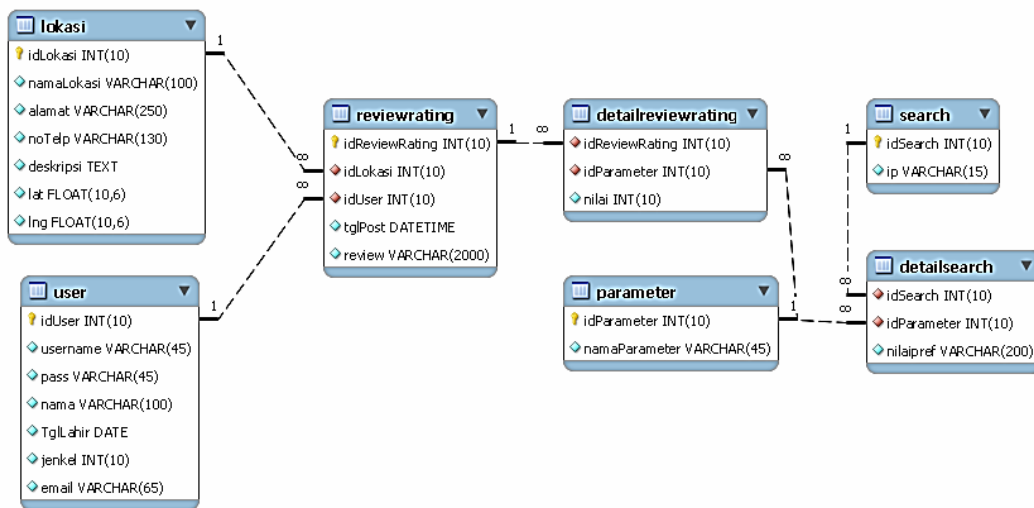 lokasi
idLokasi INT(10)
namaLokasi VARCHAR(100)
alamat VARCHAR(250)
noTelp VARCHAR(130)
deskripsi TEXT
lat FLOAT(10,6)
lng FLOAT(10,6)
1
∞
∞
1
user
idUser INT(10)
username VARCHAR(45)
pass VARCHAR(45)
nama VARCHAR(100)
TglLahir DATE
jenkel INT(10)
email VARCHAR(65)
reviewrating
idReviewRating INT(10)
idLokasi INT(10)
idUser INT(10)
tglPost DATETIME
review VARCHAR(2000)
1
∞
detailreviewrating
idReviewRating INT(10)
idParameter INT(10)
nilai INT(10)
∞
1
parameter
idParameter INT(10)
namaParameter VARCHAR(45)
search
idSearch INT(10)
ip VARCHAR(15)
1
∞
∞
detailsearch
idSearch INT(10)
idParameter INT(10)
nilaipref VARCHAR(200)